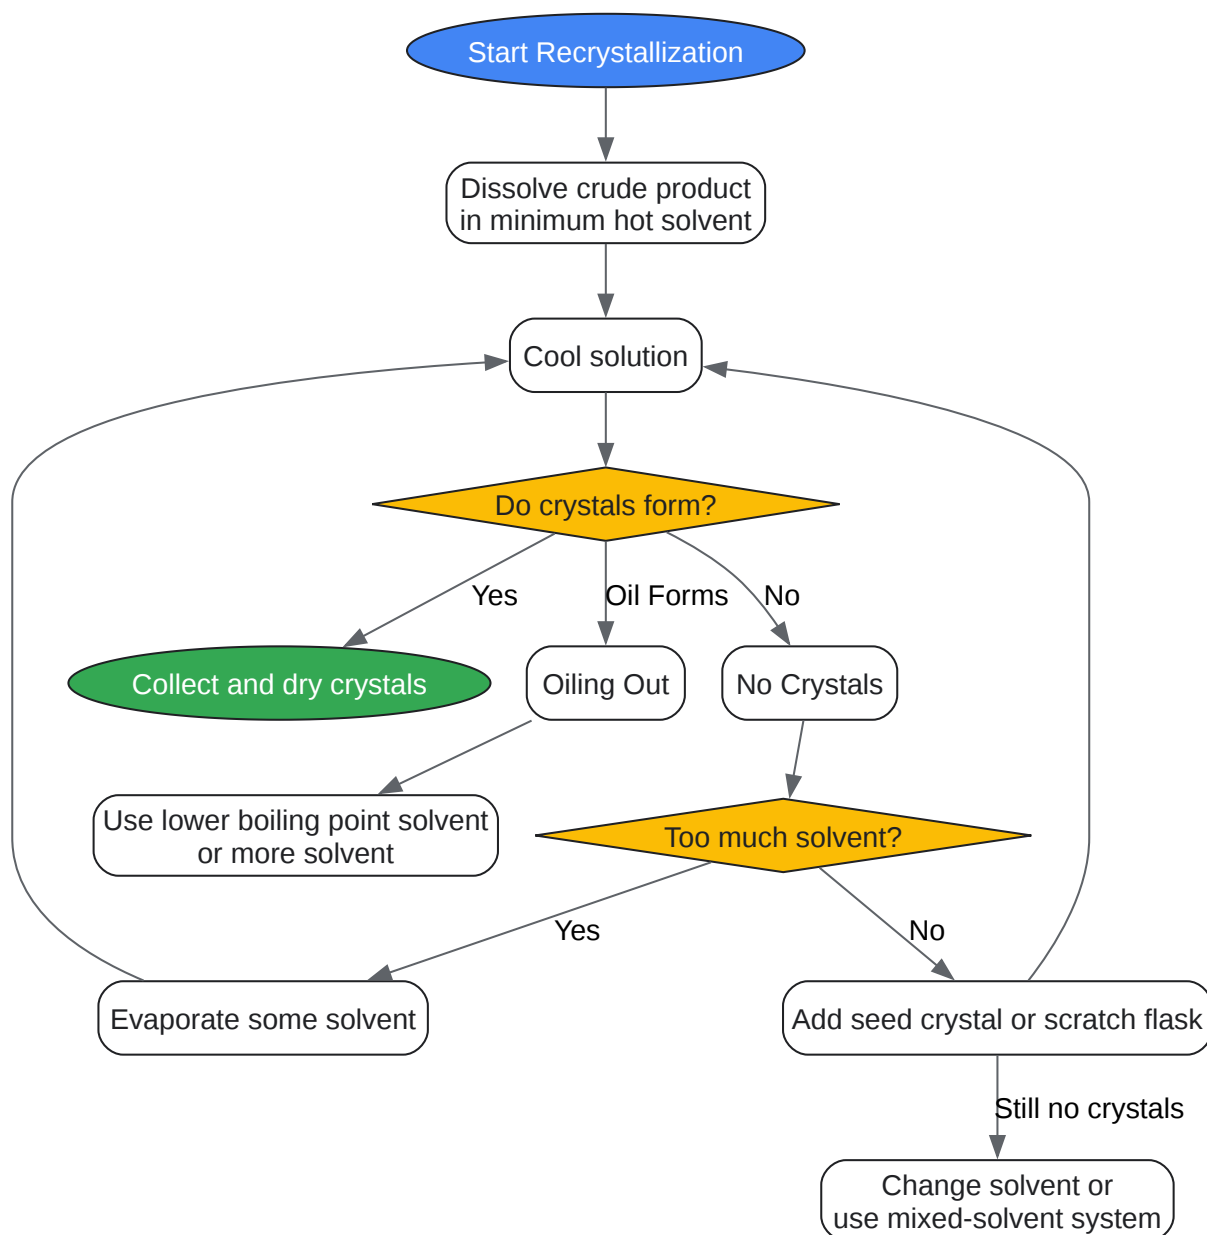 Start Recrystallization
Dissolve crude product
in minimum hot solvent
Cool solution
Do crystals form?
Yes
Oil Forms
No
Collect and dry crystals
Oiling Out
No Crystals
Use lower boiling point solvent
or more solvent
Too much solvent?
Yes
No
Evaporate some solvent
Add seed crystal or scratch flask
Still no crystals
Change solvent or
use mixed-solvent system